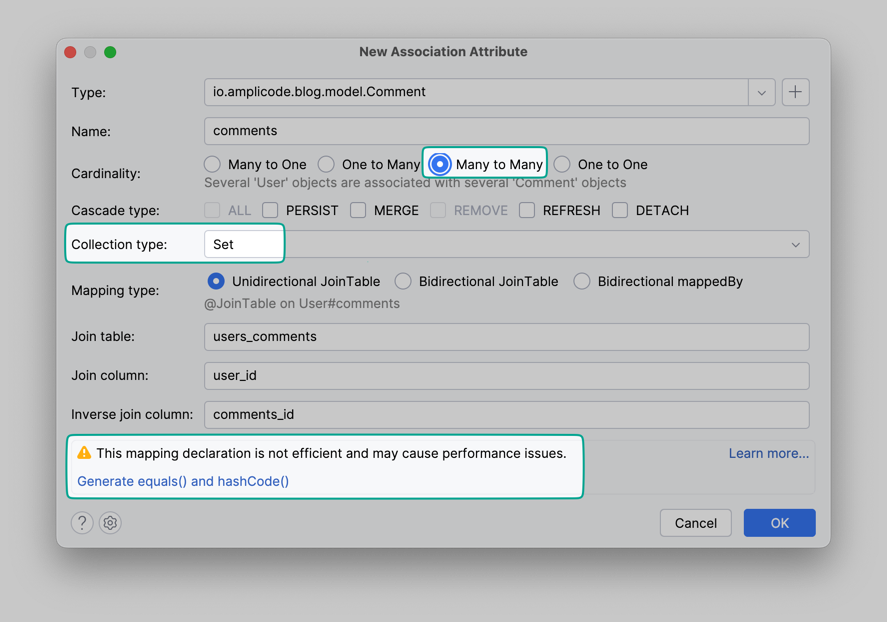 New Association Attribute
Type: io.amplicode.blog.model.Comment
Name: comments
Cardinality: Many to One One to Many Many to Many One to One
Several 'User' objects are associated with several 'Comment' objects
Cascade type: ALL PERSIST MERGE REMOVE REFRESH DETACH
Collection type: Set
Mapping type: Unidirectional JoinTable Bidirectional JoinTable Bidirectional mappedBy
@JoinTable on User#comments
Join table: users_comments
Join column: user_id
Inverse join column: comments_id
This mapping declaration is not efficient and may cause performance issues. Learn more...
Generate equals() and hashCode()
? Cancel OK